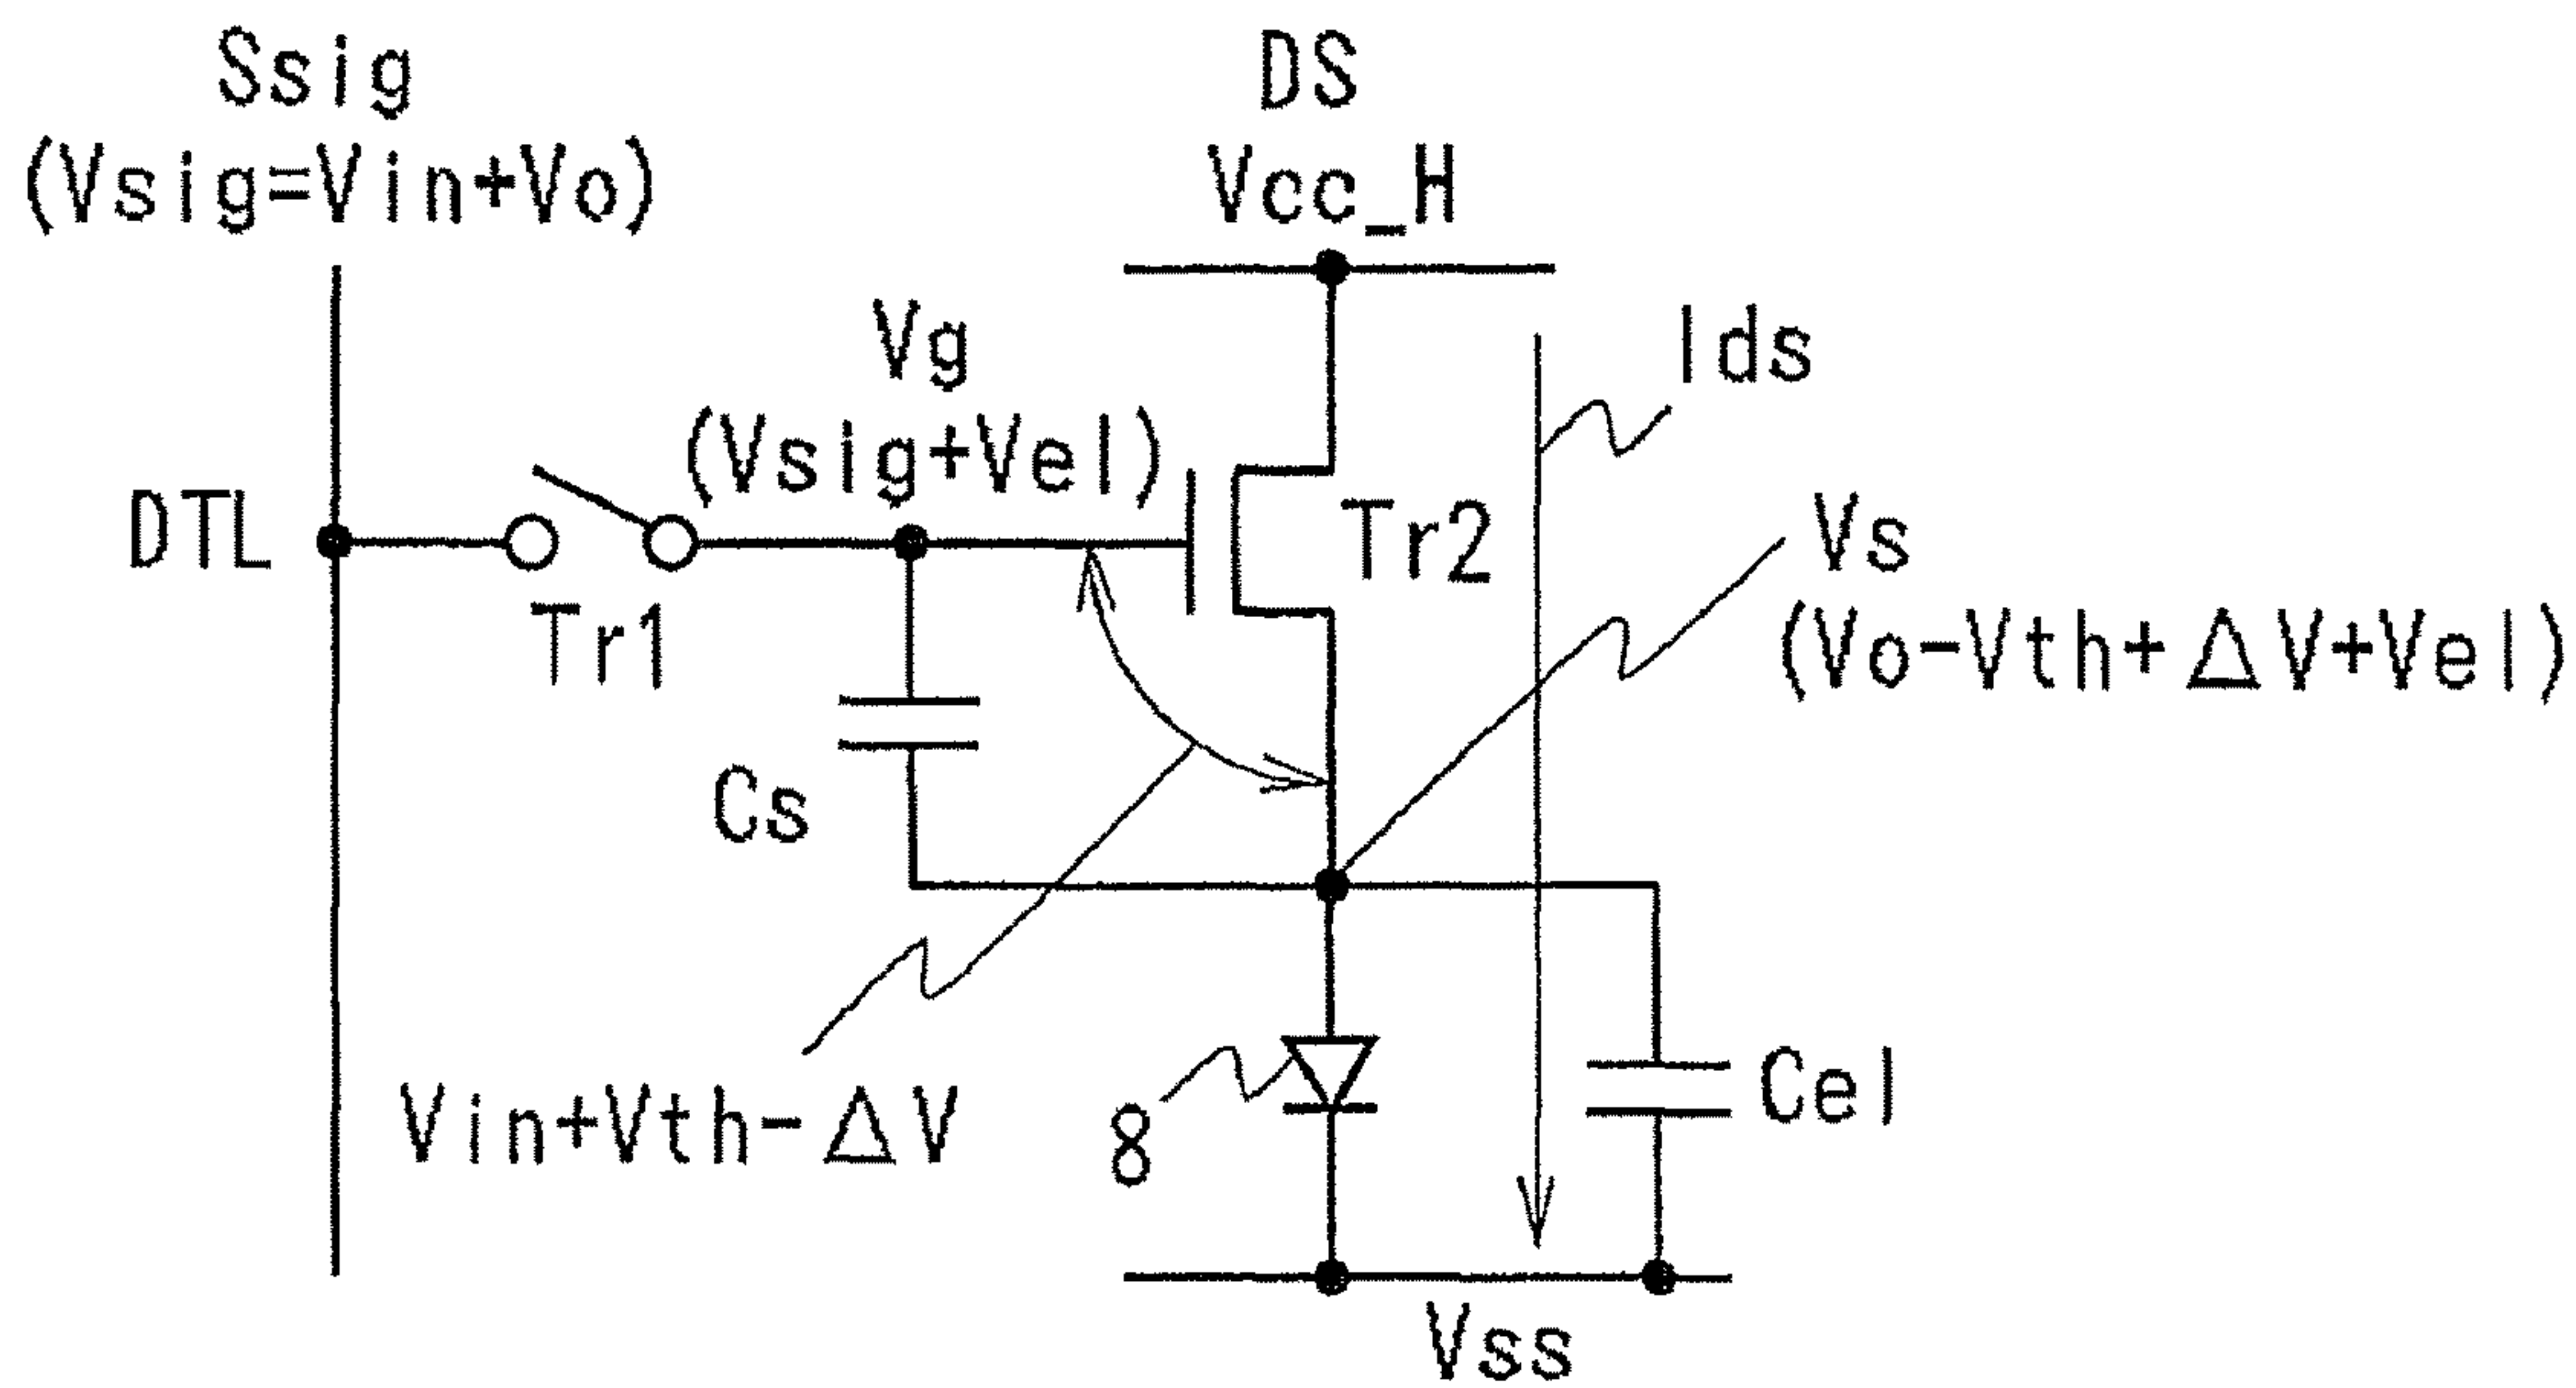 Ssig
(Vsig=Vin+Vo)
DS
Vcc_H
Vg
(Vsig+Vel)
Ids
DTL
Tr1
Tr2
Vs
(Vo-Vth+ΔV+Vel)
Cs
Vin+Vth-ΔV
8
Cel
Vss